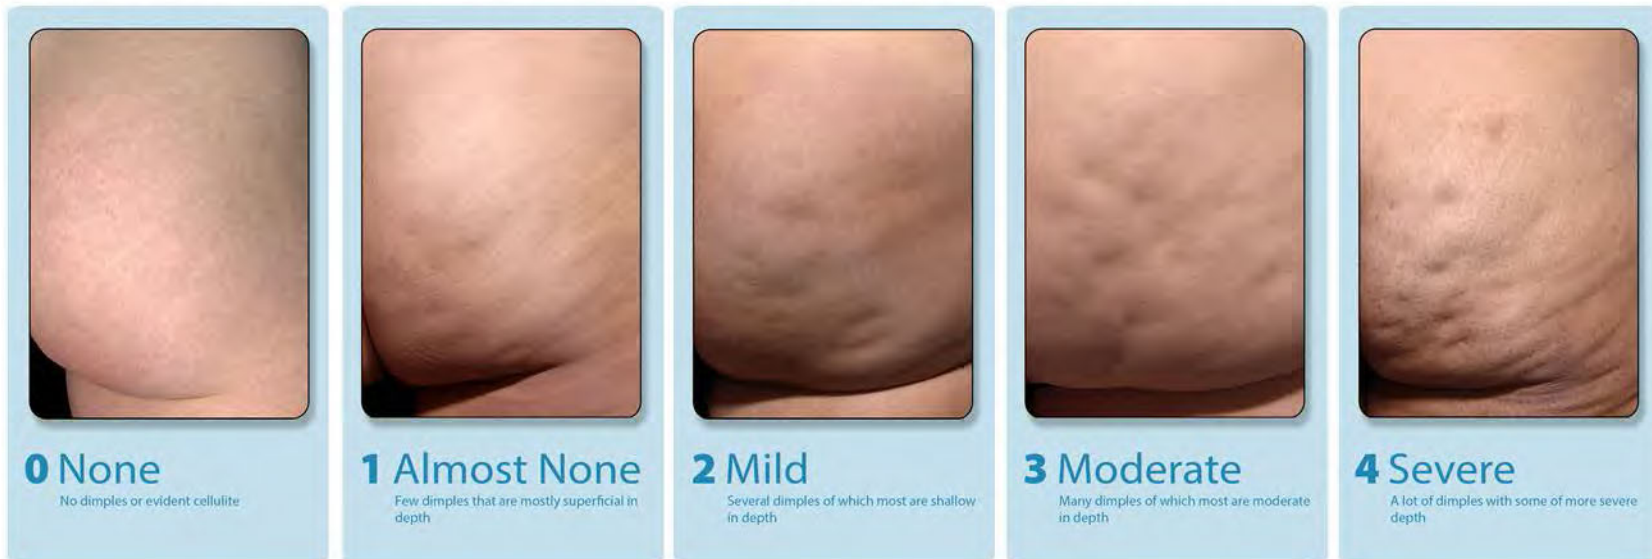 0 None
No dimples or evident cellulite
1 Almost None
Few dimples that are mostly superficial in
depth
2 Mild
Several dimples of which most are shallow
in depth
3 Moderate
Many dimples of which most are moderate
in depth
4 Severe
A lot of dimples with some of more severe
depth